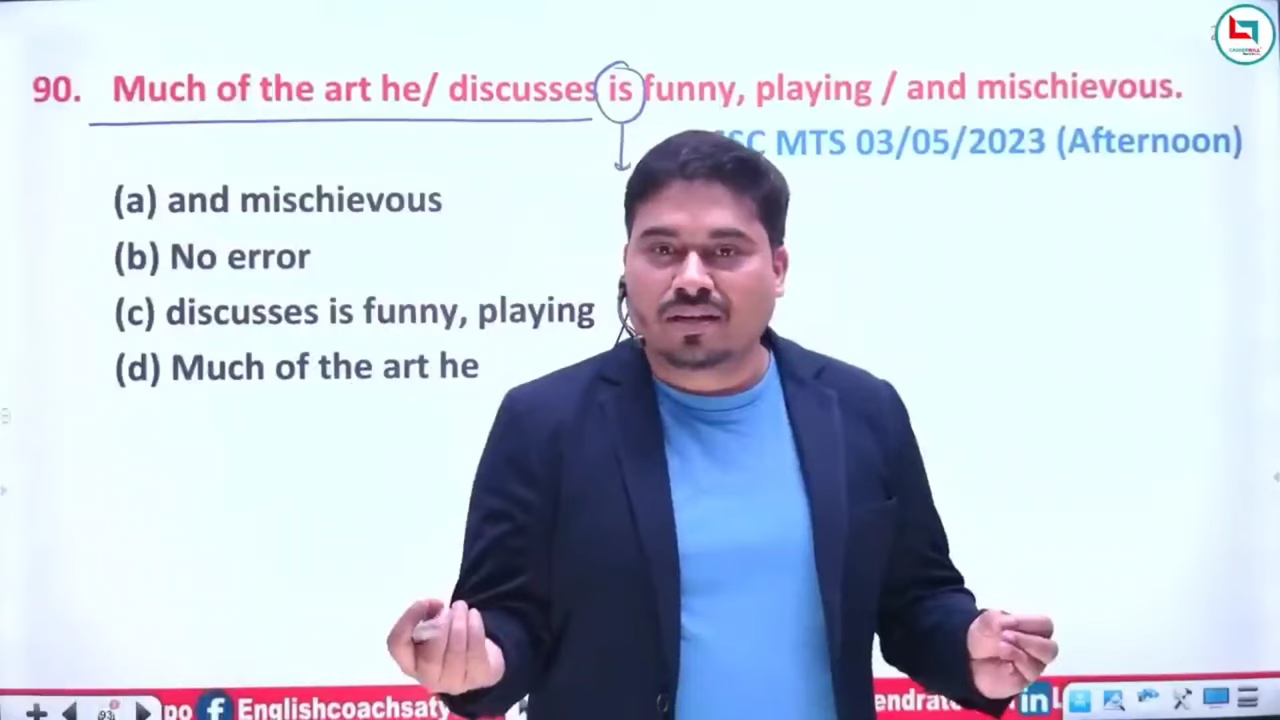 90. Much of the art he/ discusses is funny, playing / and mischievous.
MTS 03/05/2023 (Afternoon)
(a) and mischievous
(b) No error
(c) discusses is funny, playing
(d) Much of the art he
Englishcoachsaty
in